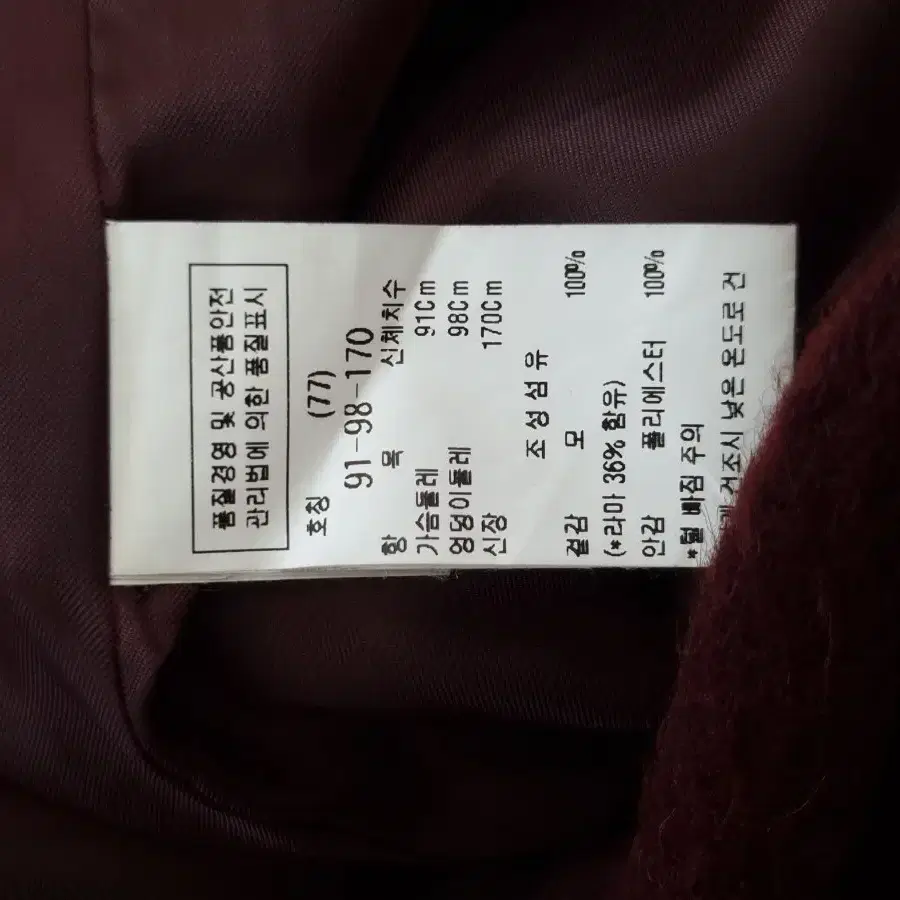 품질경영 및 공산품안전
관리법에 의한 품질표시
호칭 (77)
91-98-170
항 목 신체치수
가슴둘레 91Cm
엉덩이둘레 98Cm
신장 170Cm
조성섬유
겉감 모 100%
(*라마 36% 함유)
안감 폴리에스터 100%
*털 빠짐 주의
건조시 낮은 온도로 건